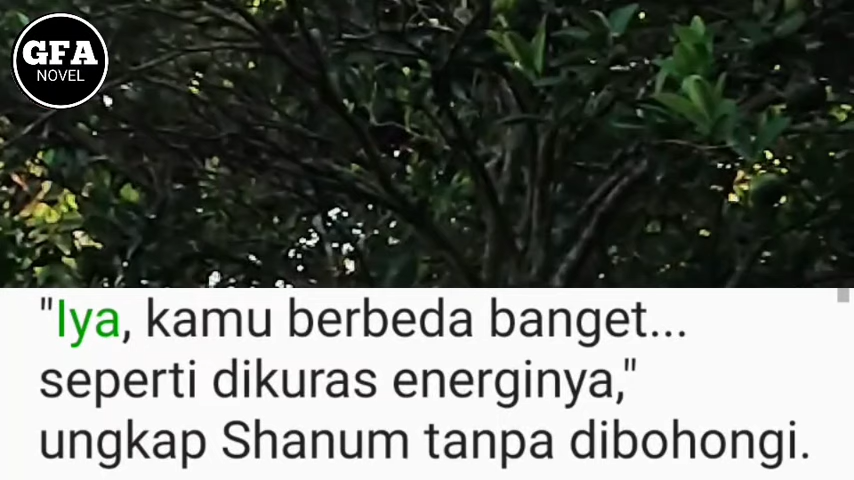 GFA
NOVEL
"Iya, kamu berbeda banget...
seperti dikuras energinya,"
ungkap Shanum tanpa dibohongi.